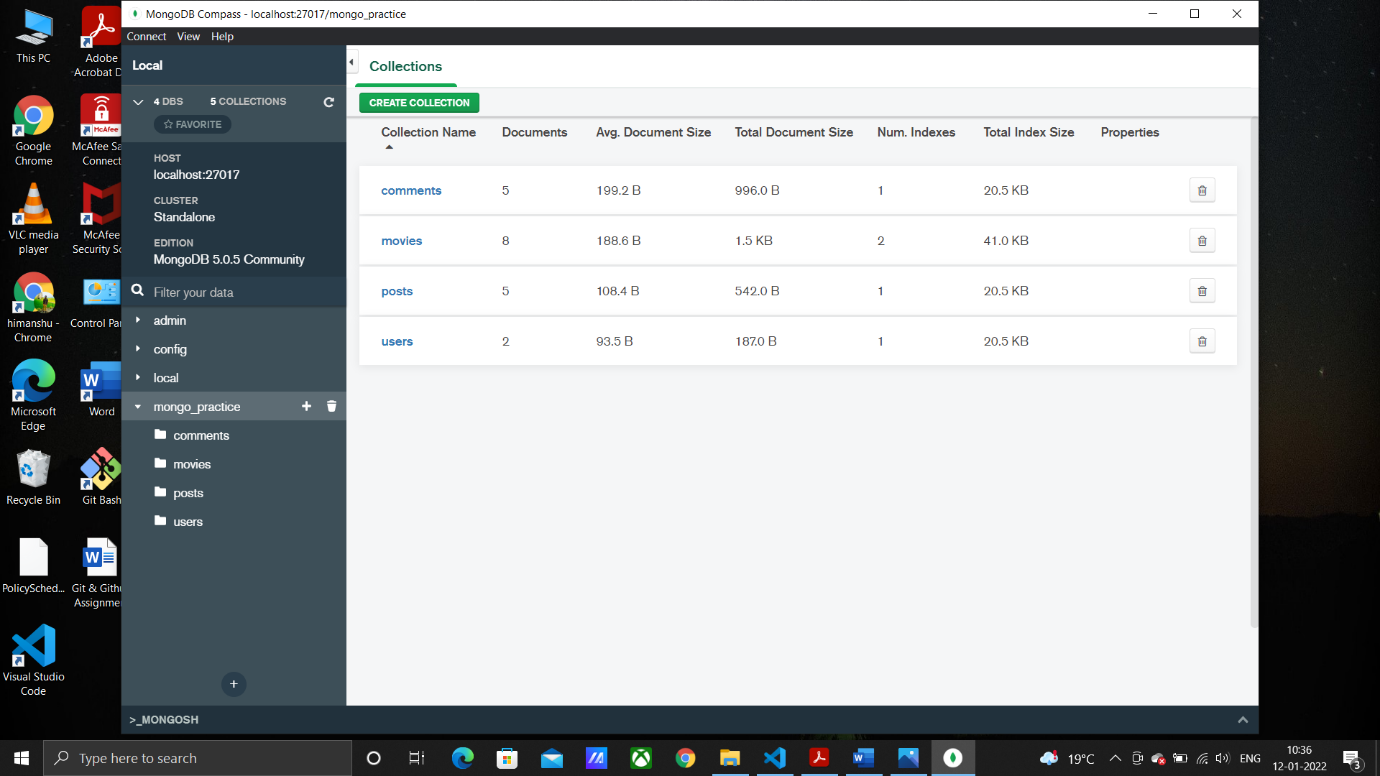 MongoDB Compass - localhost:27017/mongo_practice
Connect View Help
Local
4 DBS 5 COLLECTIONS
FAVORITE
HOST
localhost:27017
CLUSTER
Standalone
EDITION
MongoDB 5.0.5 Community
Filter your data
admin
config
local
mongo_practice
comments
movies
posts
users
>_MONGOSH
Collections
CREATE COLLECTION
Collection Name Documents Avg. Document Size Total Document Size Num. Indexes Total Index Size Properties
comments 5 199.2 B 996.0 B 1 20.5 KB
movies 8 188.6 B 1.5 KB 2 41.0 KB
posts 5 108.4 B 542.0 B 1 20.5 KB
users 2 93.5 B 187.0 B 1 20.5 KB
This PC
Adobe
Acrobat D
Google
Chrome
McAfee Sa
Connect
VLC media
player
McAfee
Security Sc
himanshu -
Chrome
Control Pa
Microsoft
Edge
Word
Recycle Bin
Git Bash
PolicySched...
Git & Gith
Assignme
Visual Studio
Code
Type here to search
19°C
ENG
10:36
12-01-2022
3